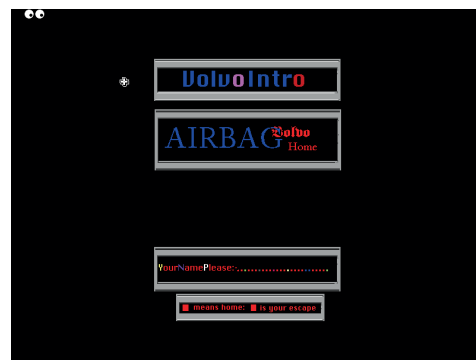 VolvoIntro
AIRBAG Volvo
Home
YourNamePlease:...........................
means home: is your escape